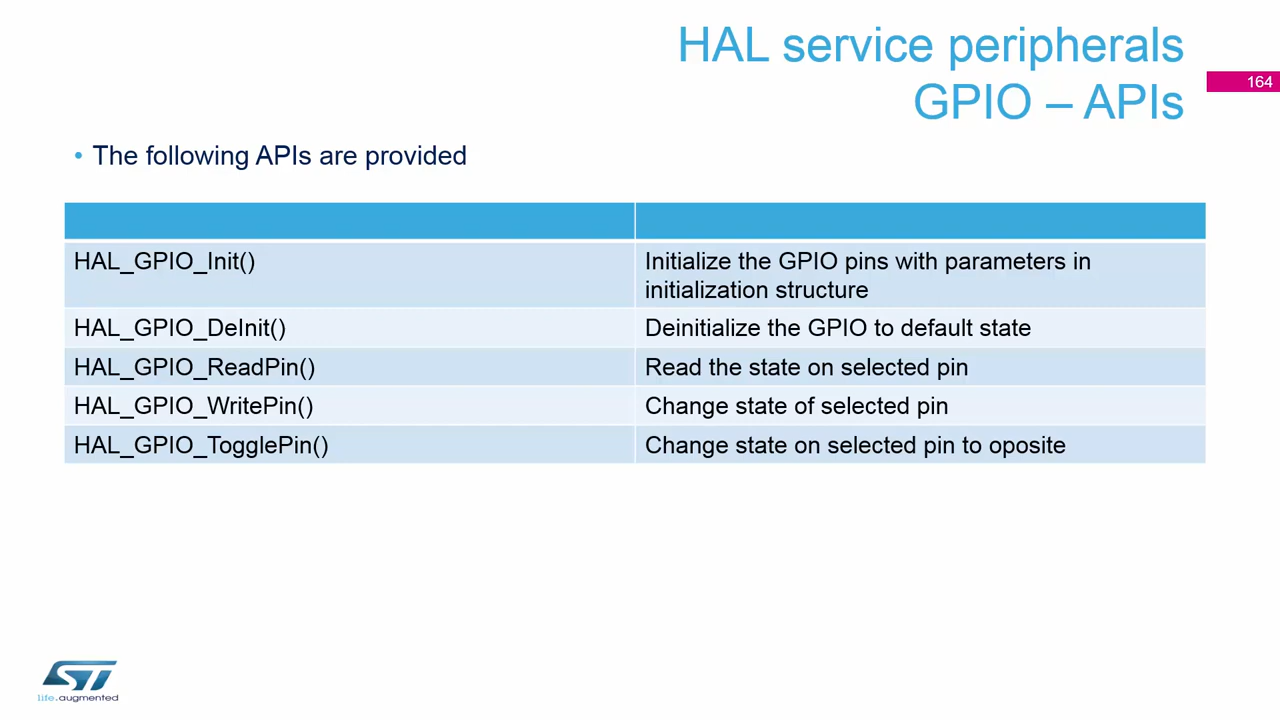 HAL service peripherals
GPIO – APIs
164
• The following APIs are provided
HAL_GPIO_Init()
Initialize the GPIO pins with parameters in
initialization structure
HAL_GPIO_DeInit()
Deinitialize the GPIO to default state
HAL_GPIO_ReadPin()
Read the state on selected pin
HAL_GPIO_WritePin()
Change state of selected pin
HAL_GPIO_TogglePin()
Change state on selected pin to oposite
ST
life.augmented